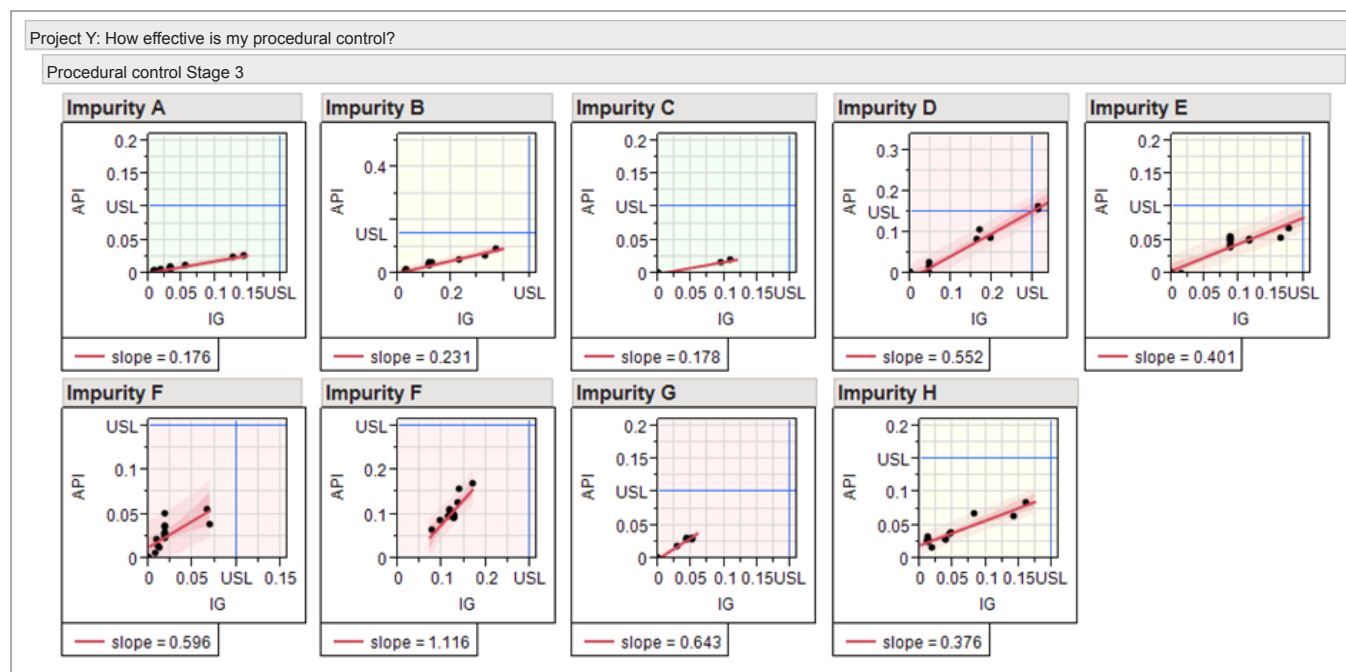 Project Y: How effective is my procedural control?
Procedural control Stage 3
Impurity A
0.2
0.15
USL
0.05
0
API
0 0.05 0.1 0.15USL
IG
slope = 0.176
Impurity B
0.4
USL
0
API
0 0.2 USL
IG
slope = 0.231
Impurity C
0.2
0.15
USL
0.05
0
API
0 0.05 0.1 0.15USL
IG
slope = 0.178
Impurity D
0.3
0.2
USL
0.1
0
API
0 0.1 0.2 USL
IG
slope = 0.552
Impurity E
0.2
0.15
USL
0.05
0
API
0 0.05 0.1 0.15USL
IG
slope = 0.401
Impurity F
USL
0.1
0.05
0
API
0 0.05 USL 0.15
IG
slope = 0.596
Impurity F
USL
0.2
0.1
0
API
0 0.1 0.2 USL
IG
slope = 1.116
Impurity G
0.2
0.15
USL
0.05
0
API
0 0.05 0.1 0.15USL
IG
slope = 0.643
Impurity H
0.2
USL
0.1
0.05
0
API
0 0.05 0.1 0.15USL
IG
slope = 0.376